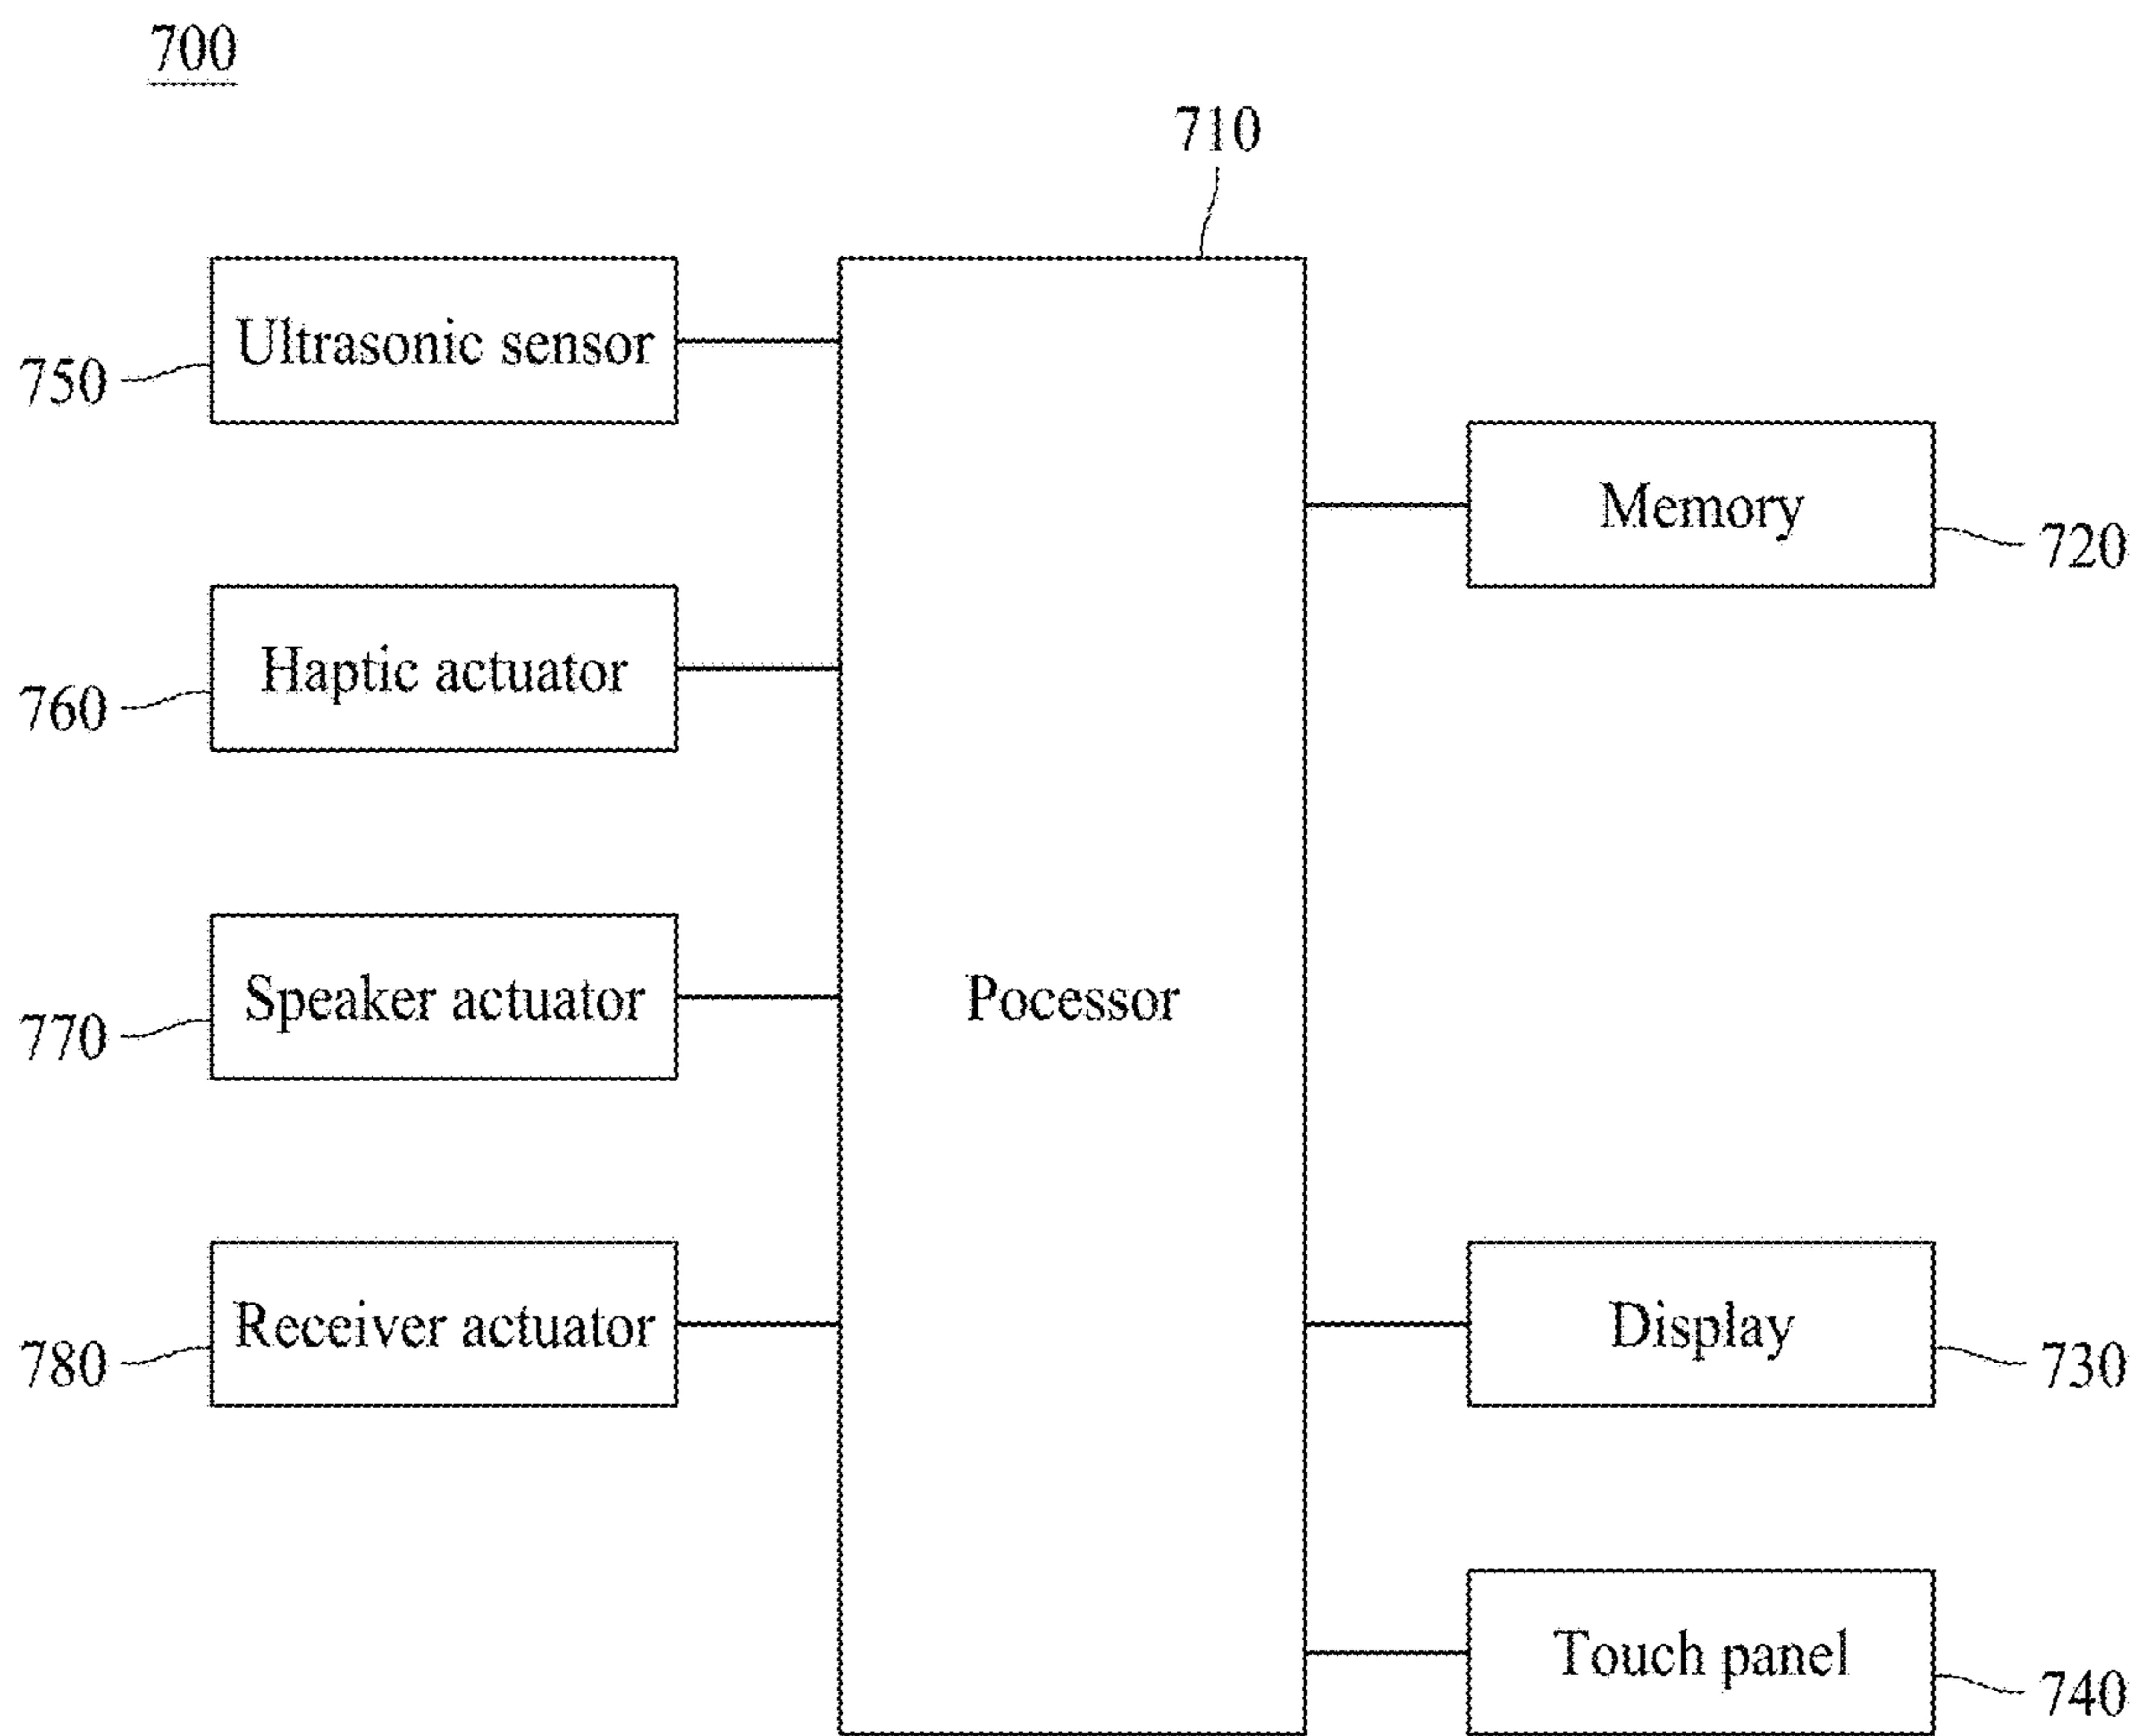 700
710
Ultrasonic sensor
750
Memory
720
Haptic actuator
760
Speaker actuator
770
Pocessor
Receiver actuator
780
Display
730
Touch panel
740